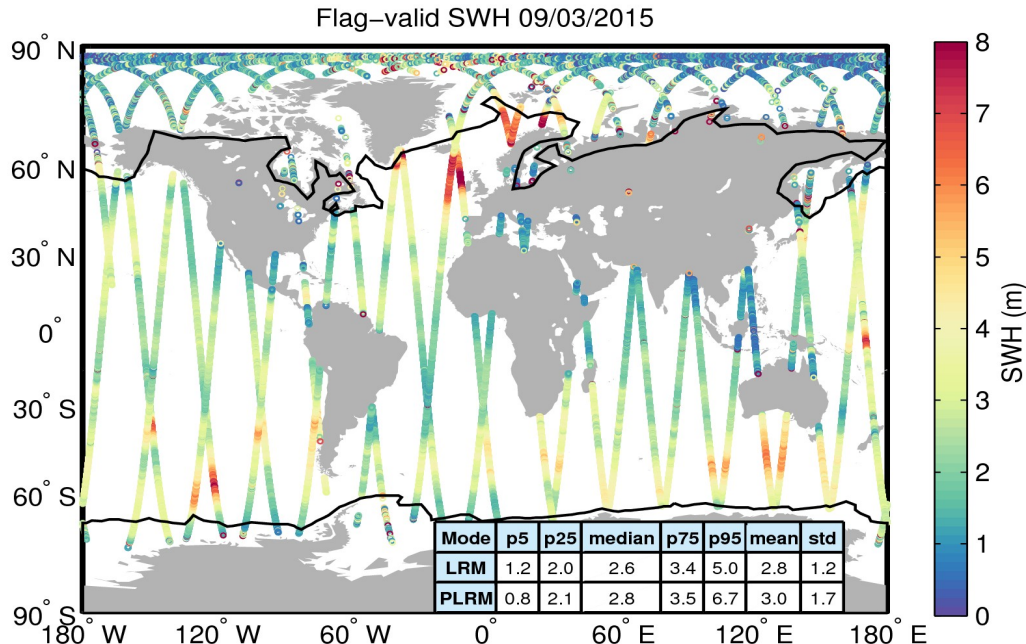 Flag−valid SWH 09/03/2015
90° N
60° N
30° N
0°
30° S
60° S
90° S
180° W
120° W
60° W
0°
60° E
120° E
180° E
8
7
6
5
4
3
2
1
0
SWH (m)
Mode p5 p25 median p75 p95 mean std
LRM 1.2 2.0 2.6 3.4 5.0 2.8 1.2
PLRM 0.8 2.1 2.8 3.5 6.7 3.0 1.7